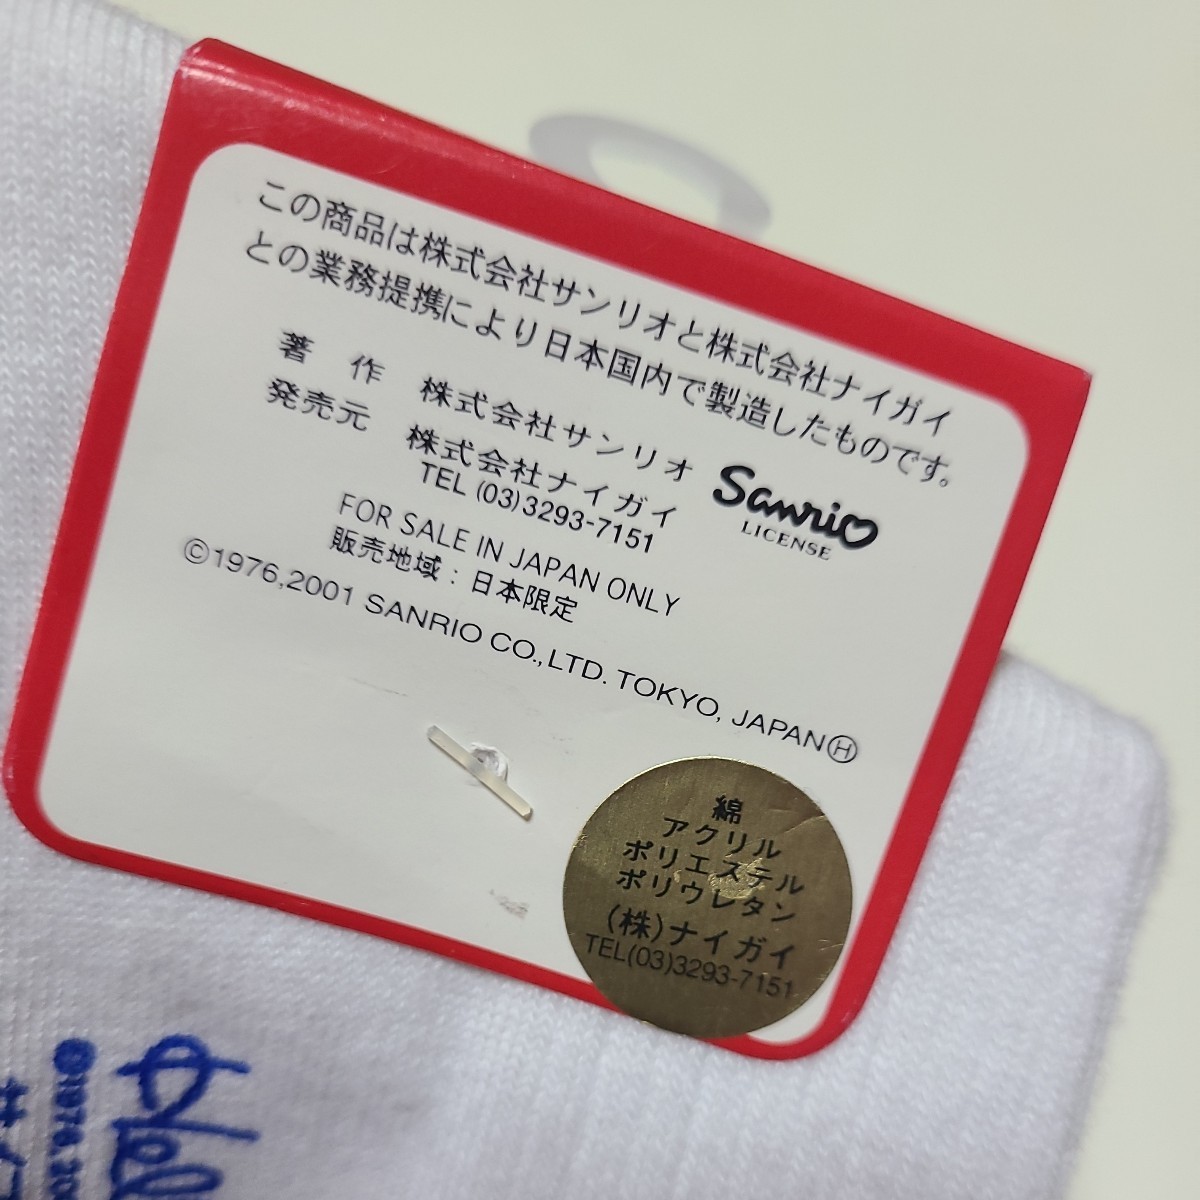 この商品は株式会社サンリオと株式会社ナイガイ
との業務提携により日本国内で製造したものです。
著 作 株式会社サンリオ
発売元 株式会社ナイガイ
TEL (03)3293-7151
Sanrio
LICENSE
FOR SALE IN JAPAN ONLY
販売地域：日本限定
©1976,2001 SANRIO CO.,LTD. TOKYO, JAPANⒽ
綿
アクリル
ポリエステル
ポリウレタン
(株)ナイガイ
TEL(03)3293-7151
©1976,20